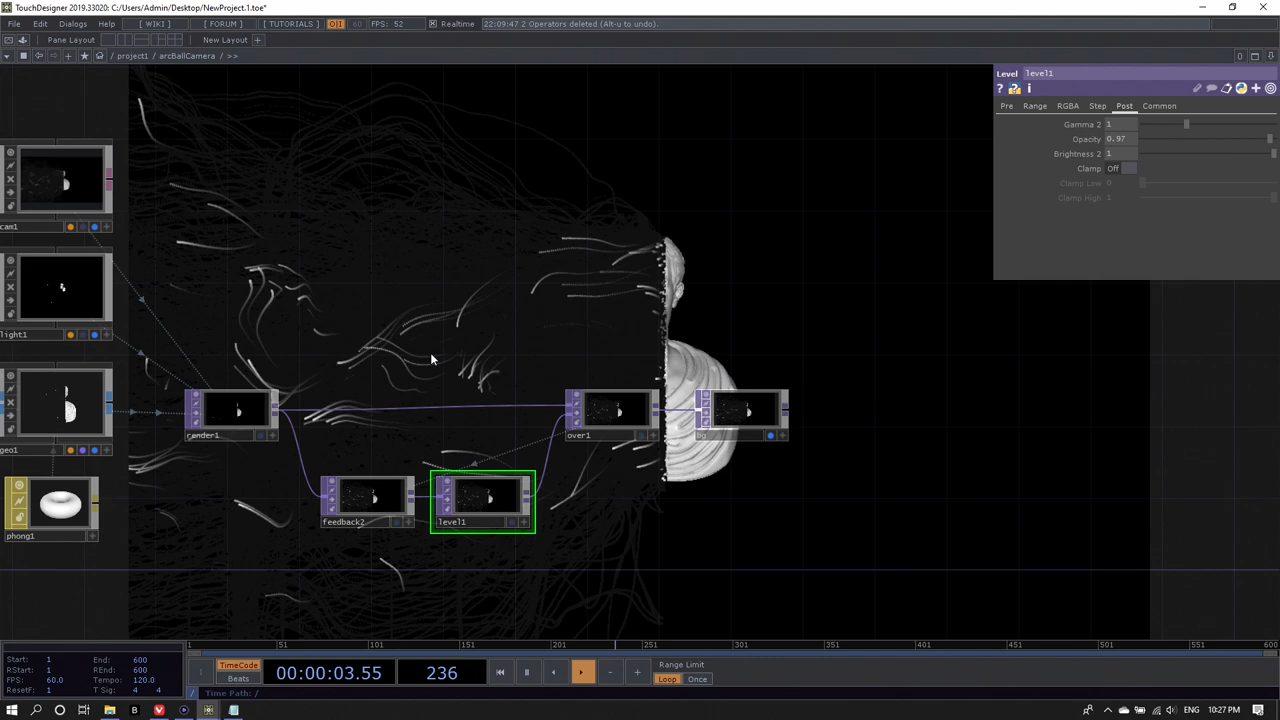 TouchDesigner 2019.33020: C:/Users/Admin/Desktop/NewProject.1.toe*
File Edit Dialogs Help [ WIKI ] [ FORUM ] [ TUTORIALS ] O|I 60 FPS: 52 Realtime 22:09:47 2 Operators deleted (Alt-u to undo).
Pane Layout New Layout +
/ project1 / arcBallCamera / >> 0
Level level1
? i
Pre Range RGBA Step Post Common
Gamma 2 1
Opacity 0.97
Brightness 2 1
Clamp Off
Clamp Low 0
Clamp High 1
cam1
light1
geo1
phong1
render1
feedback2
level1
over1
bg
1 51 101 151 201 251 301 351 401 451 501 551 600
Start: 1 End: 600
RStart: 1 REnd: 600
FPS: 60.0 Tempo: 120.0
ResetF: 1 T Sig: 4 4
TimeCode
Beats
00:00:03.55
236
Range Limit
Loop Once
/ Time Path: /
ENG 10:27 PM